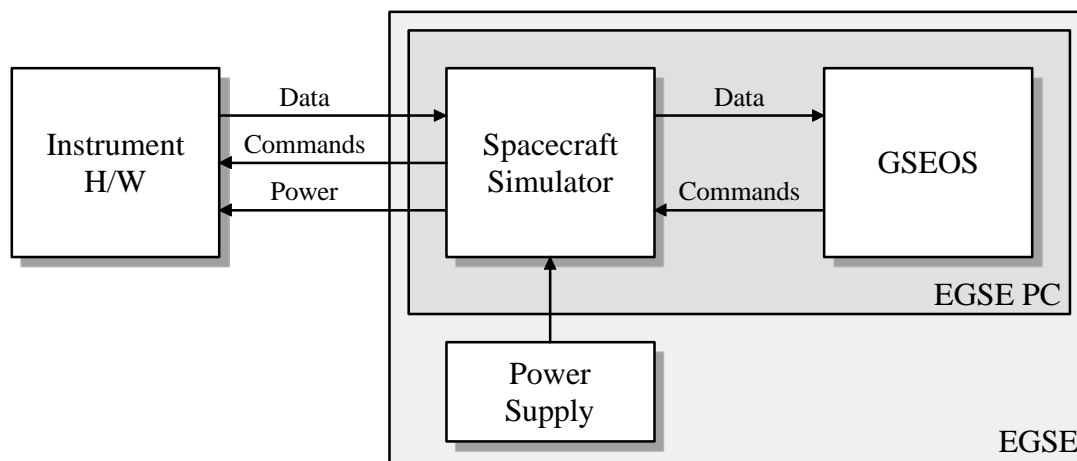 Instrument
H/W
Data
Commands
Power
Spacecraft
Simulator
Data
Commands
GSEOS
EGSE PC
Power
Supply
EGSE